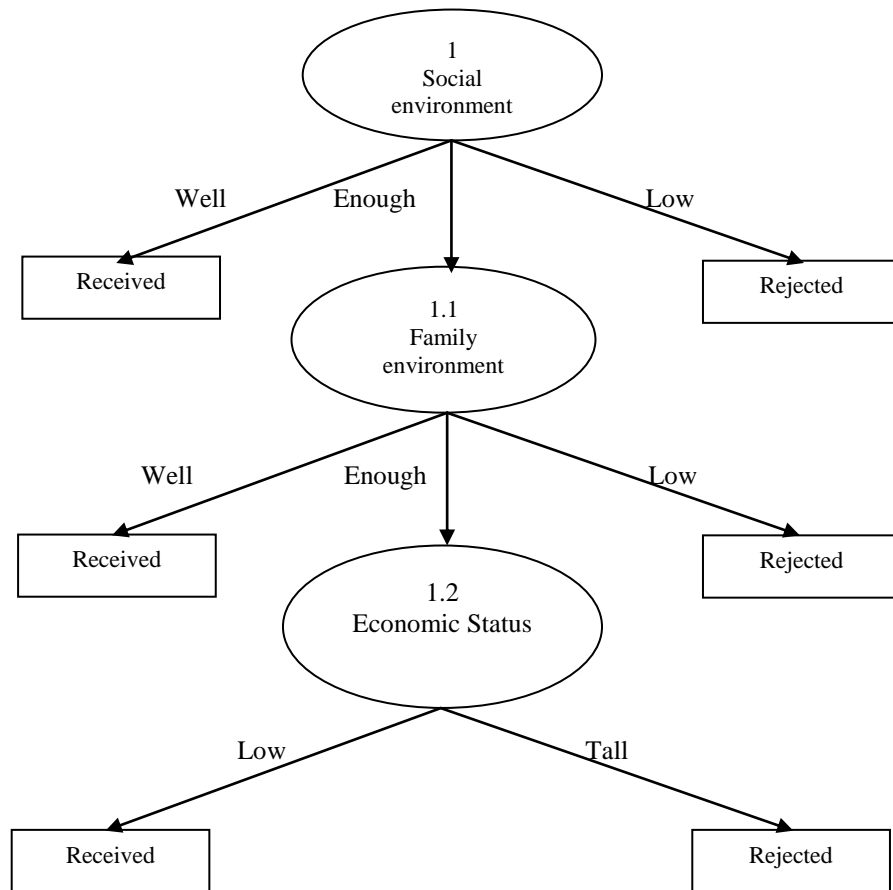 1
Social
environment
Well
Enough
Low
Received
Rejected
1.1
Family
environment
Well
Enough
Low
Received
Rejected
1.2
Economic Status
Low
Tall
Received
Rejected